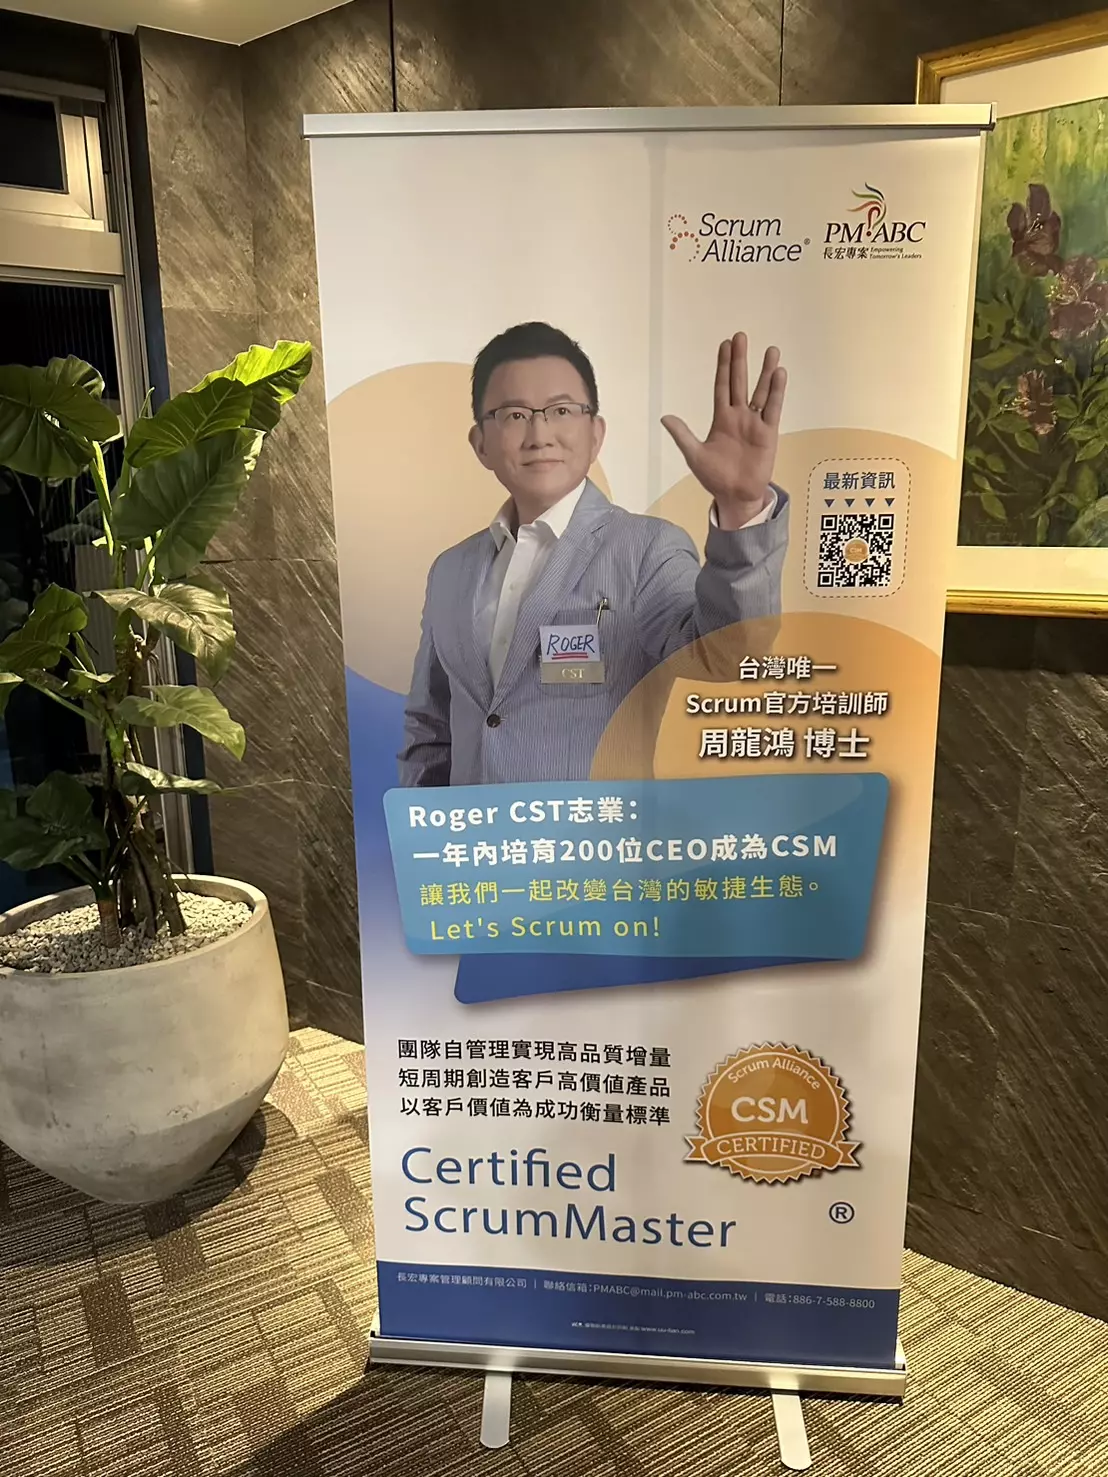 Scrum
Alliance®
PM ABC
長宏專案 Empowering Tomorrow's Leaders
最新資訊
ROGER
CST
台灣唯一
Scrum官方培訓師
周龍鴻 博士
Roger CST志業：
一年內培育200位CEO成為CSM
讓我們一起改變台灣的敏捷生態。
Let's Scrum on!
團隊自管理實現高品質增量
短周期創造客戶高價值產品
以客戶價值為成功衡量標準
Scrum Alliance
CSM
CERTIFIED
Certified
ScrumMaster ®
長宏專案管理顧問有限公司 | 聯絡信箱：PMABC@mail.pm-abc.com.tw | 電話：886-7-588-8800